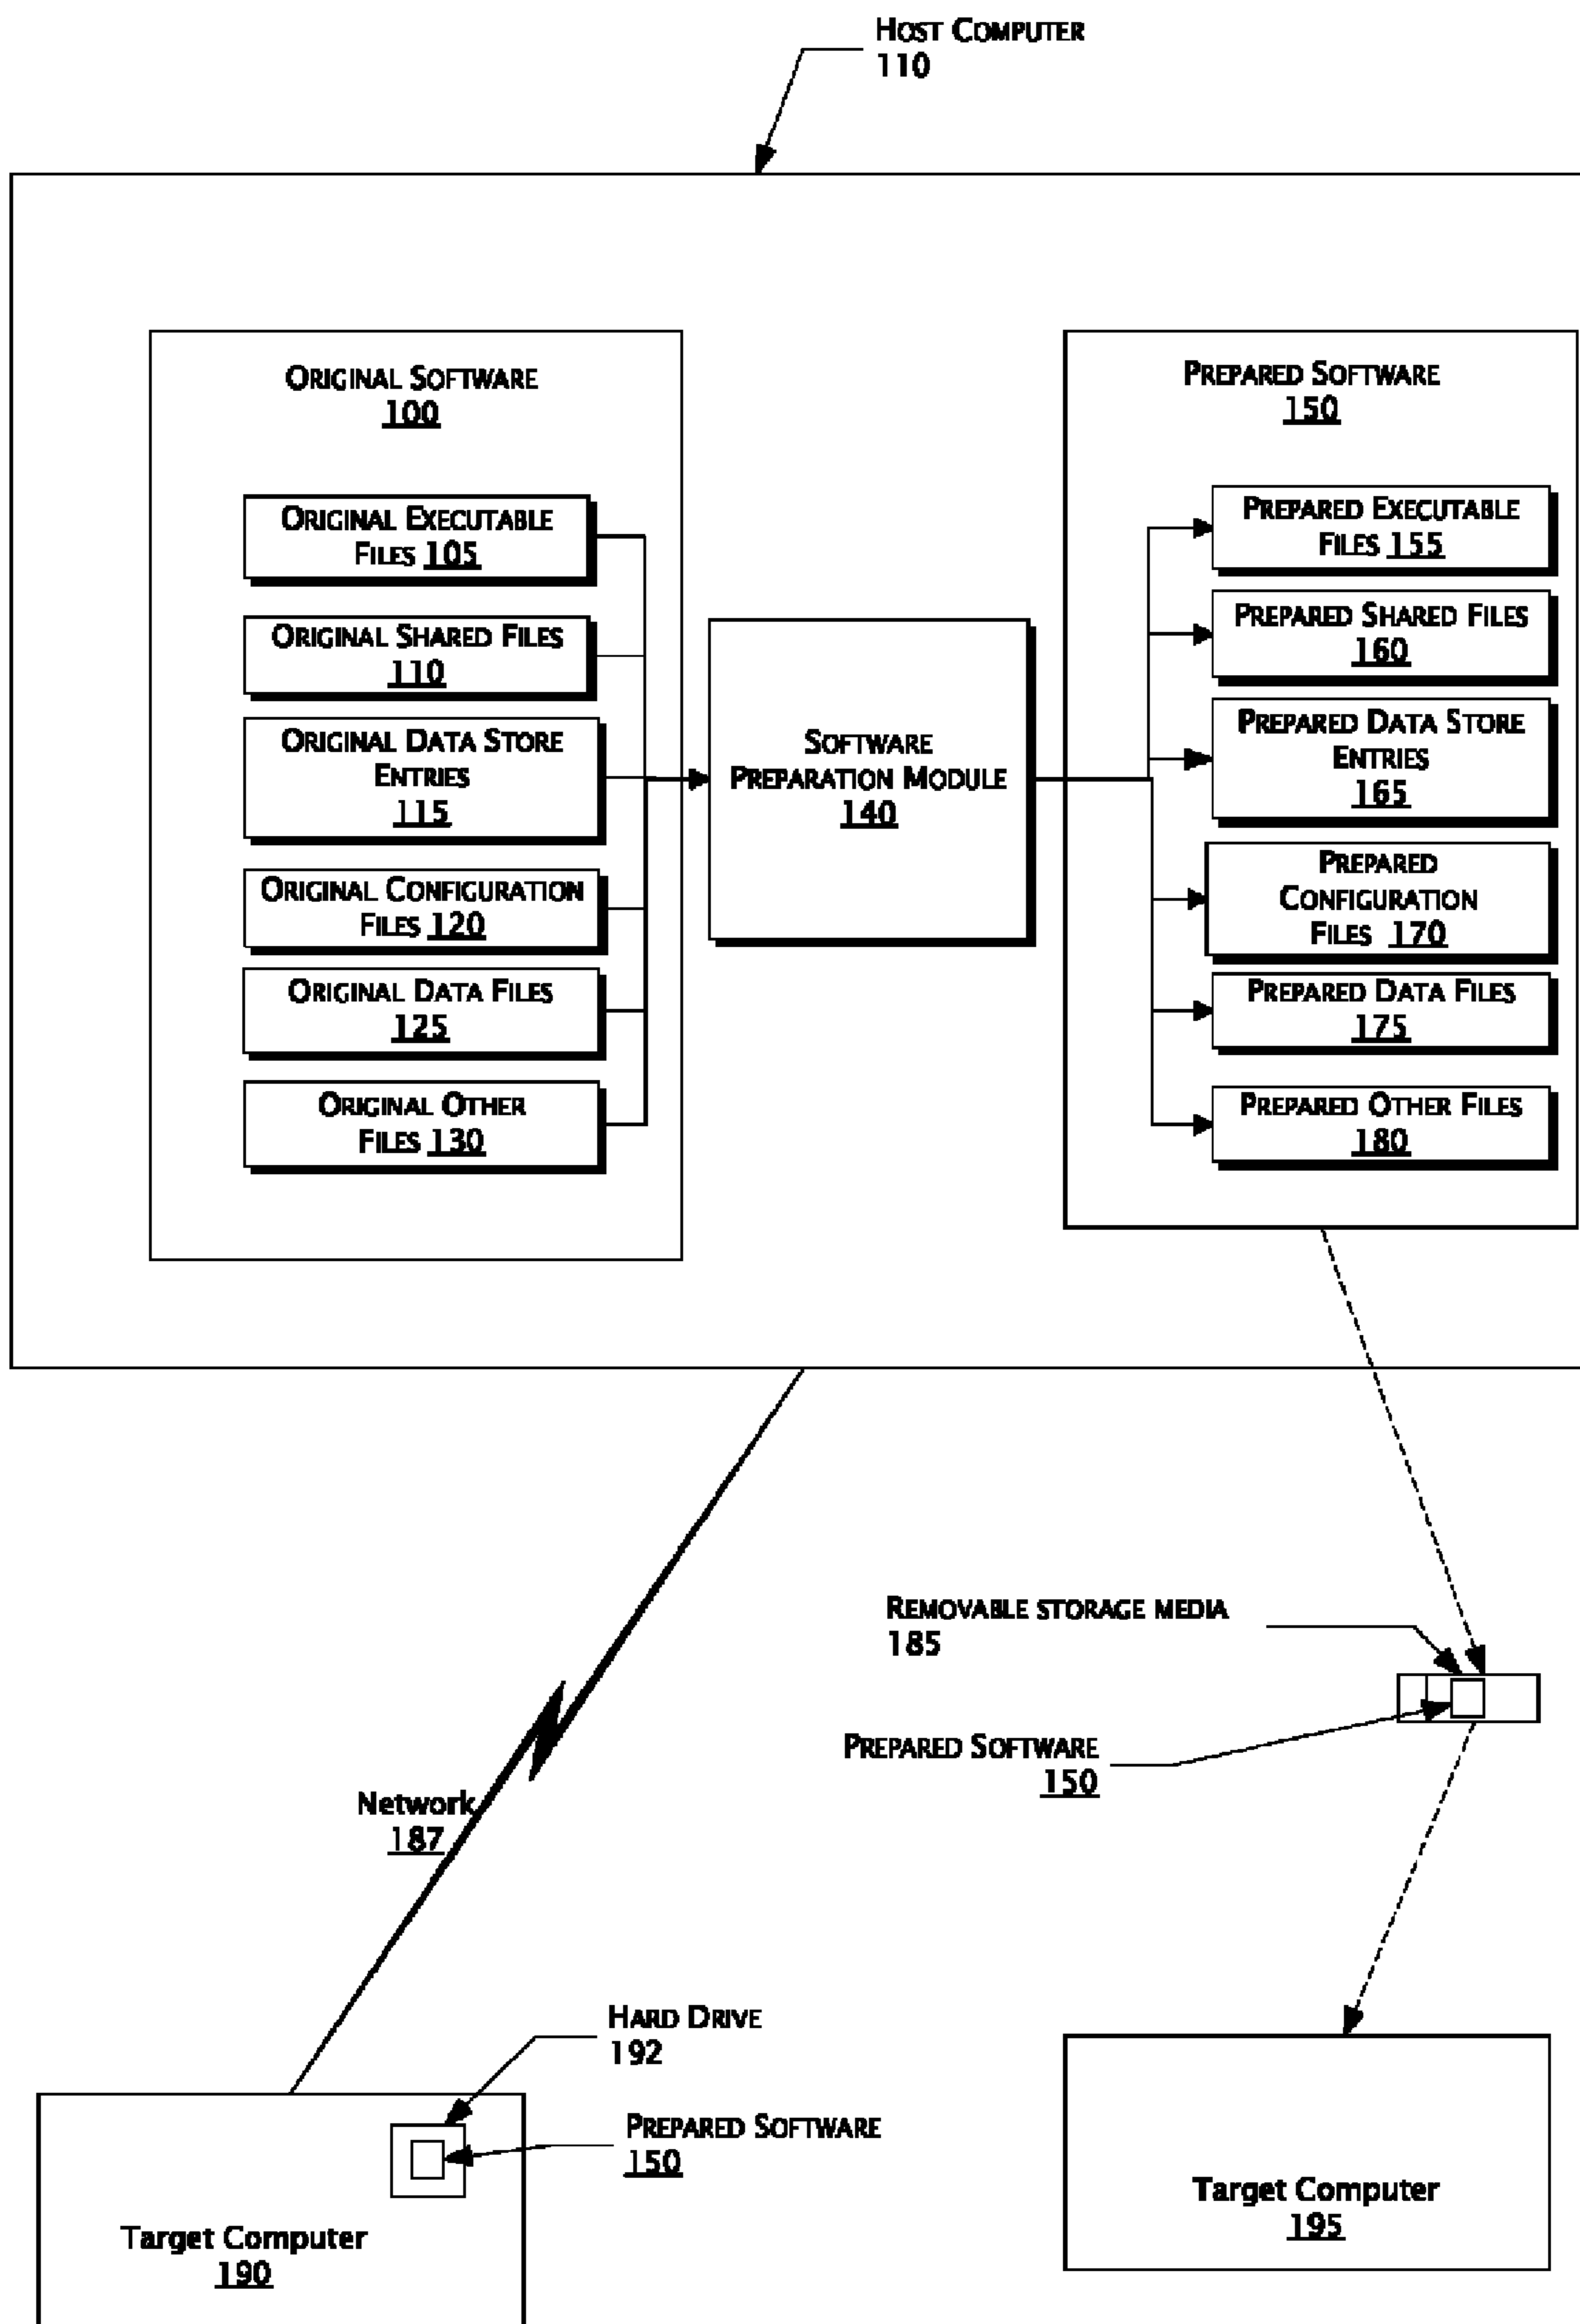 HOST COMPUTER
110
ORIGINAL SOFTWARE
100
ORIGINAL EXECUTABLE
FILES 105
ORIGINAL SHARED FILES
110
ORIGINAL DATA STORE
ENTRIES
115
ORIGINAL CONFIGURATION
FILES 120
ORIGINAL DATA FILES
125
ORIGINAL OTHER
FILES 130
SOFTWARE
PREPARATION MODULE
140
PREPARED SOFTWARE
150
PREPARED EXECUTABLE
FILES 155
PREPARED SHARED FILES
160
PREPARED DATA STORE
ENTRIES
165
PREPARED
CONFIGURATION
FILES 170
PREPARED DATA FILES
175
PREPARED OTHER FILES
180
REMOVABLE STORAGE MEDIA
185
PREPARED SOFTWARE
150
Network
187
HARD DRIVE
192
PREPARED SOFTWARE
150
Target Computer
190
Target Computer
195